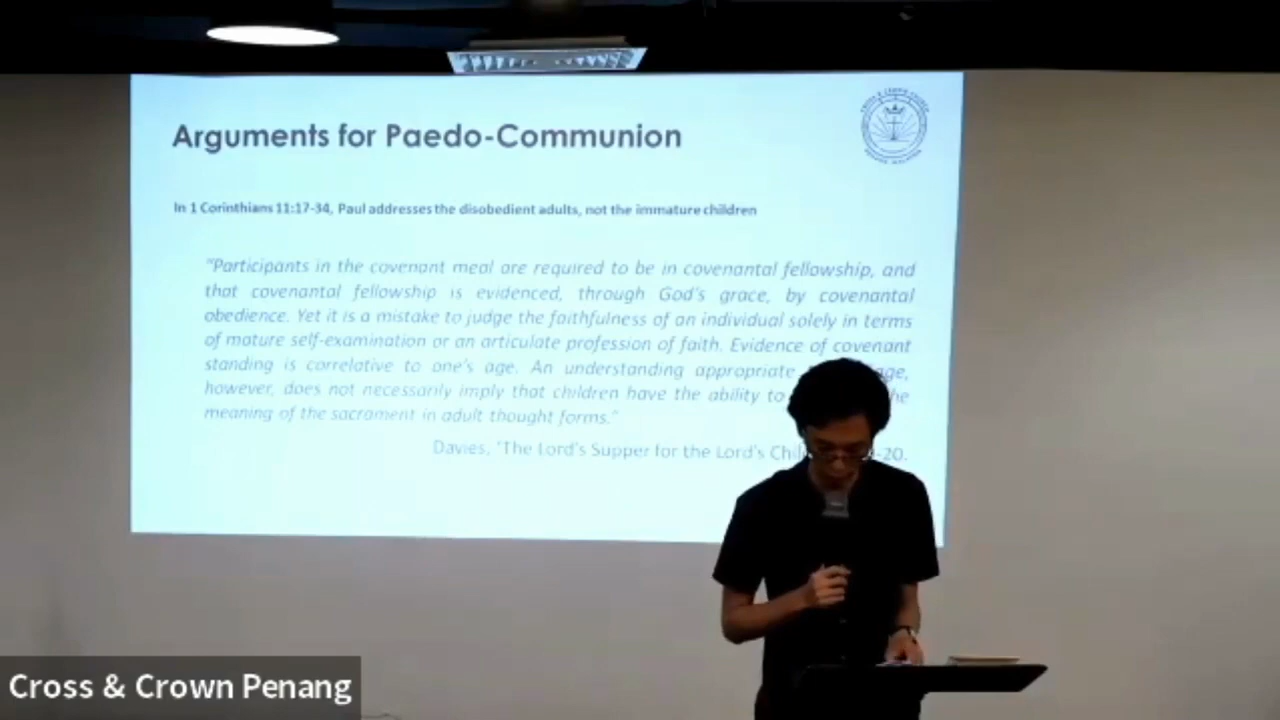 Arguments for Paedo-Communion
CROSS & CROWN CHURCH
In 1 Corinthians 11:17-34, Paul addresses the disobedient adults, not the immature children
"Participants in the covenant meal are required to be in covenantal fellowship, and
that covenantal fellowship is evidenced, through God's grace, by covenantal
obedience. Yet it is a mistake to judge the faithfulness of an individual solely in terms
of mature self-examination or an articulate profession of faith. Evidence of covenant
standing is correlative to one's age. An understanding appropriate
however, does not necessarily imply that children have the ability to
meaning of the sacrament in adult thought forms."
Davies, 'The Lord's Supper for the Lord's -20.
Cross & Crown Penang